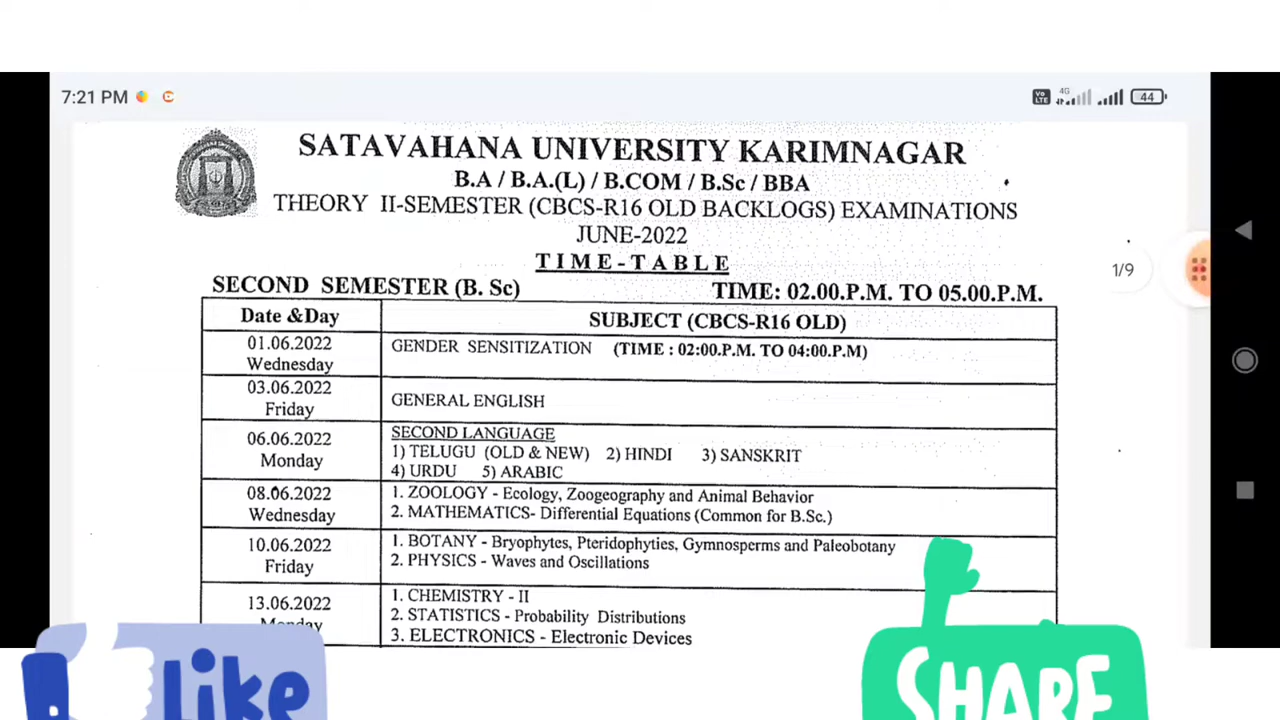 7:21 PM
Vo LTE 4G 44
SATAVAHANA UNIVERSITY KARIMNAGAR
B.A / B.A.(L) / B.COM / B.Sc / BBA
THEORY II-SEMESTER (CBCS-R16 OLD BACKLOGS) EXAMINATIONS
JUNE-2022
TIME-TABLE
1/9
SECOND SEMESTER (B. Sc) TIME: 02.00.P.M. TO 05.00.P.M.
Date &Day SUBJECT (CBCS-R16 OLD)
01.06.2022
Wednesday
GENDER SENSITIZATION (TIME : 02:00.P.M. TO 04:00.P.M)
03.06.2022
Friday
GENERAL ENGLISH
06.06.2022
Monday
SECOND LANGUAGE
1) TELUGU (OLD & NEW) 2) HINDI 3) SANSKRIT
4) URDU 5) ARABIC
08.06.2022
Wednesday
1. ZOOLOGY - Ecology, Zoogeography and Animal Behavior
2. MATHEMATICS- Differential Equations (Common for B.Sc.)
10.06.2022
Friday
1. BOTANY - Bryophytes, Pteridophyties, Gymnosperms and Paleobotany
2. PHYSICS - Waves and Oscillations
13.06.2022
Monday
1. CHEMISTRY - II
2. STATISTICS - Probability Distributions
3. ELECTRONICS - Electronic Devices
Like
SHARE